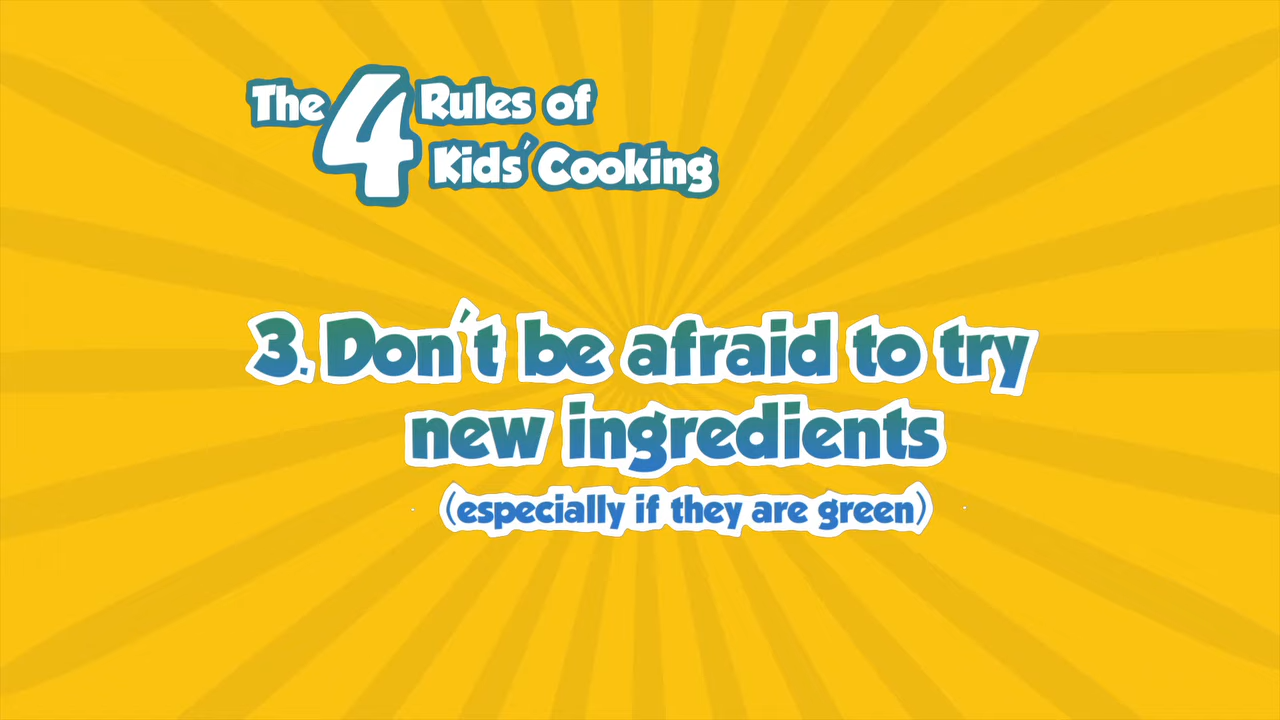 The 4 Rules of
Kids' Cooking
3. Don't be afraid to try
new ingredients
(especially if they are green)